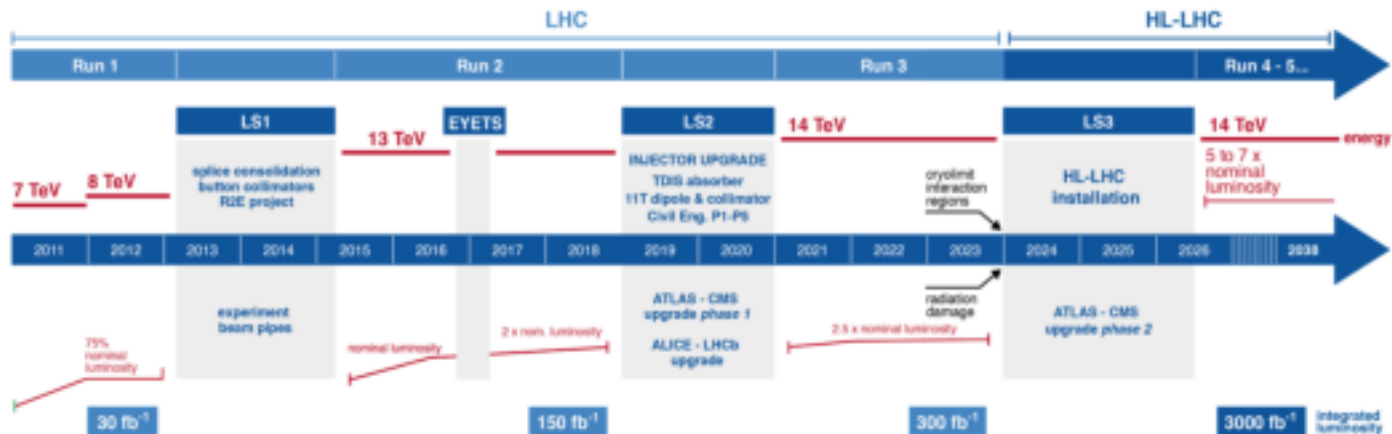 LHC
HL-LHC
Run 1
Run 2
Run 3
Run 4 - 5...
LS1
EYETS
LS2
LS3
7 TeV
8 TeV
13 TeV
14 TeV
14 TeV
energy
splice consolidation
button collimators
R2E project
INJECTOR UPGRADE
TDIS absorber
11T dipole & collimator
Civil Eng. P1-P5
cryolimit
interaction
regions
HL-LHC
installation
5 to 7 x
nominal
luminosity
2011
2012
2013
2014
2015
2016
2017
2018
2019
2020
2021
2022
2023
2024
2025
2026
2038
experiment
beam pipes
ATLAS - CMS
upgrade phase 1
ALICE - LHCb
upgrade
radiation
damage
ATLAS - CMS
upgrade phase 2
75%
nominal
luminosity
nominal luminosity
2 x nom. luminosity
2.5 x nominal luminosity
30 fb⁻¹
150 fb⁻¹
300 fb⁻¹
3000 fb⁻¹
integrated
luminosity